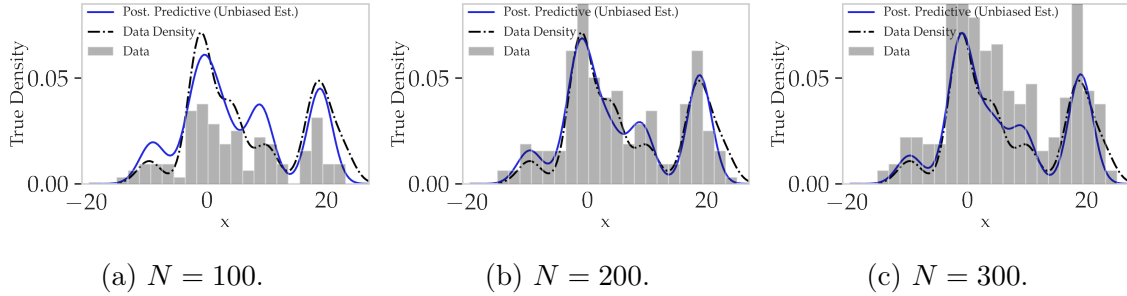 Post. Predictive (Unbiased Est.)
Data Density
Data
True Density
0.05
0.00
−20
0
20
x
(a) N = 100.
Post. Predictive (Unbiased Est.)
Data Density
Data
True Density
0.05
0.00
−20
0
20
x
(b) N = 200.
Post. Predictive (Unbiased Est.)
Data Density
Data
True Density
0.05
0.00
−20
0
20
x
(c) N = 300.